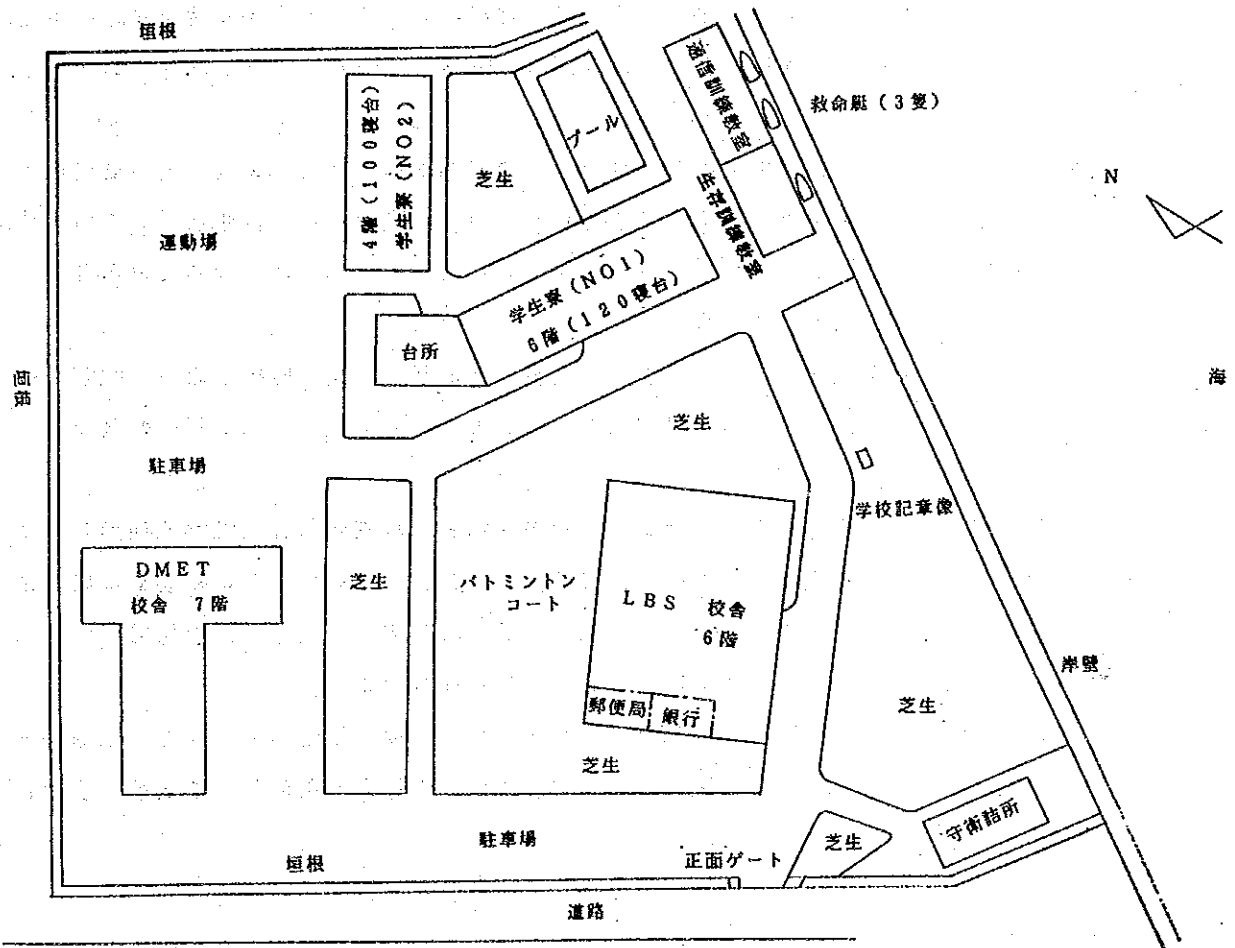 垣根
通信訓練教室
救命艇（3隻）
プール
4階（100寝台）
学生寮（NO2）
芝生
N
生存訓練教室
運動場
学生寮（NO1）
6階（120寝台）
台所
垣根
海
芝生
駐車場
学校記章像
DMET
校舎 7階
芝生
バトミントン
コート
LBS 校舎
6階
岸壁
郵便局
銀行
芝生
芝生
守衛詰所
駐車場
芝生
正面ゲート
垣根
道路